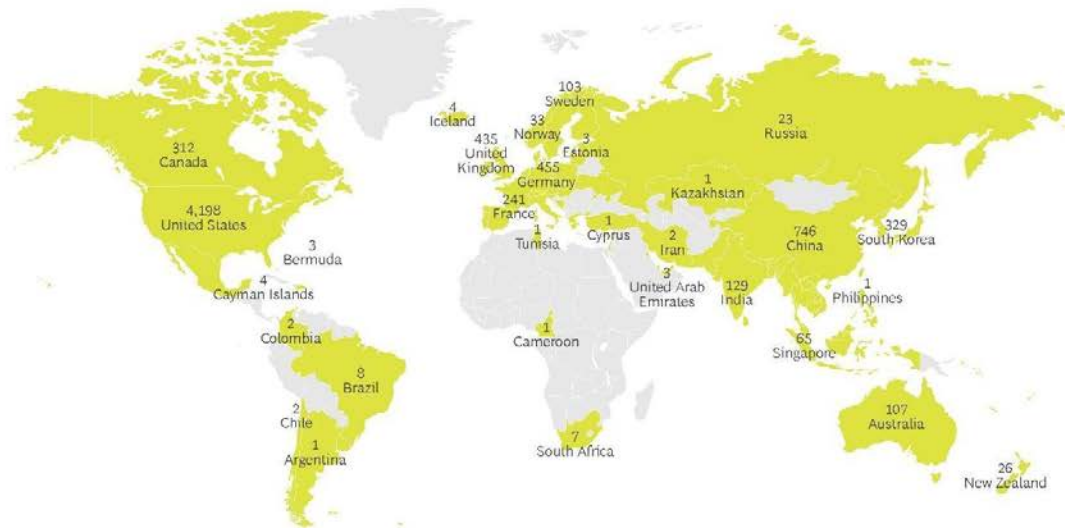 103
Sweden
4
Iceland
33
Norway
435
United
Kingdom
3
Estonia
23
Russia
312
Canada
455
Germany
1
Kazakhstan
241
France
4,198
United States
1
Cyprus
2
Iran
746
China
329
South Korea
1
Tunisia
3
Bermuda
4
Cayman Islands
3
United Arab
Emirates
129
India
1
Philippines
2
Colombia
1
Cameroon
65
Singapore
8
Brazil
2
Chile
107
Australia
7
South Africa
1
Argentina
26
New Zealand